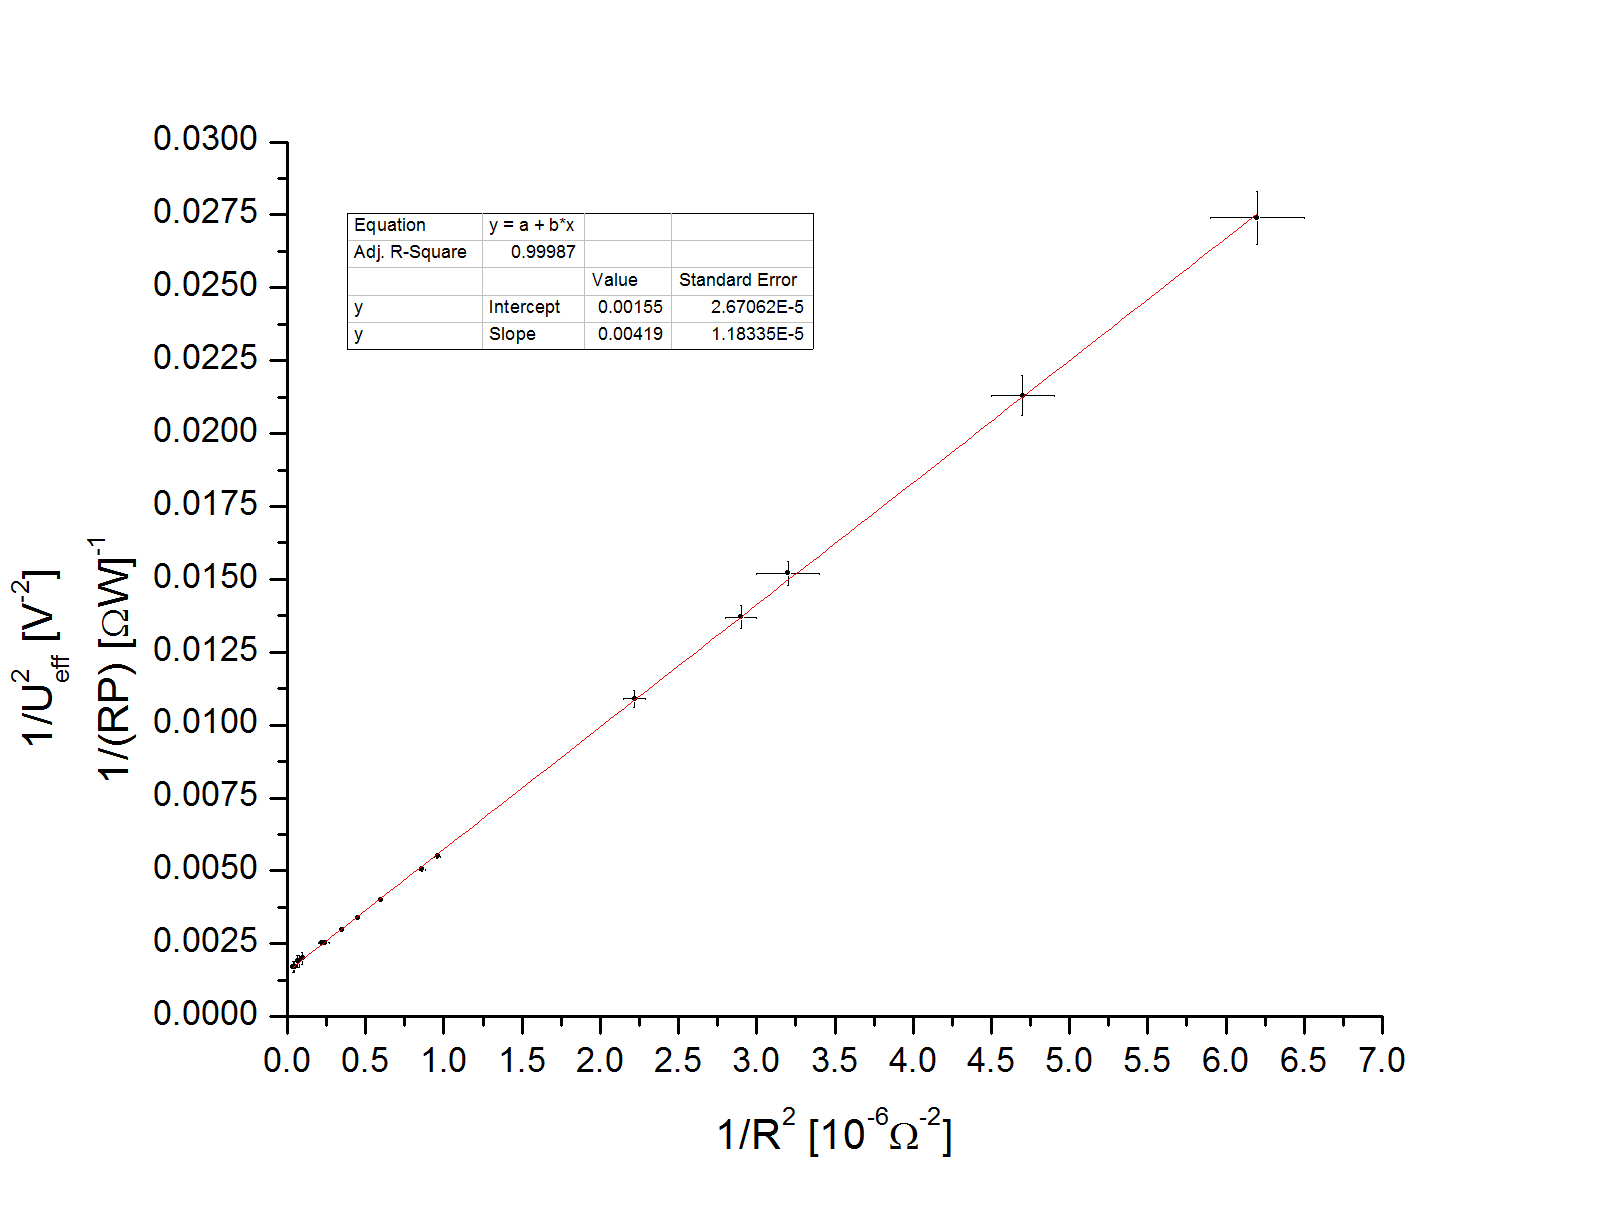 0.0300
0.0275
0.0250
0.0225
0.0200
0.0175
0.0150
0.0125
0.0100
0.0075
0.0050
0.0025
0.0000
1/U²eff [V⁻²]
1/(RP) [ΩW]⁻¹
Equation y = a + b*x
Adj. R-Square 0.99987
Value Standard Error
y Intercept 0.00155 2.67062E-5
y Slope 0.00419 1.18335E-5
0.0 0.5 1.0 1.5 2.0 2.5 3.0 3.5 4.0 4.5 5.0 5.5 6.0 6.5 7.0
1/R² [10⁻⁶Ω⁻²]